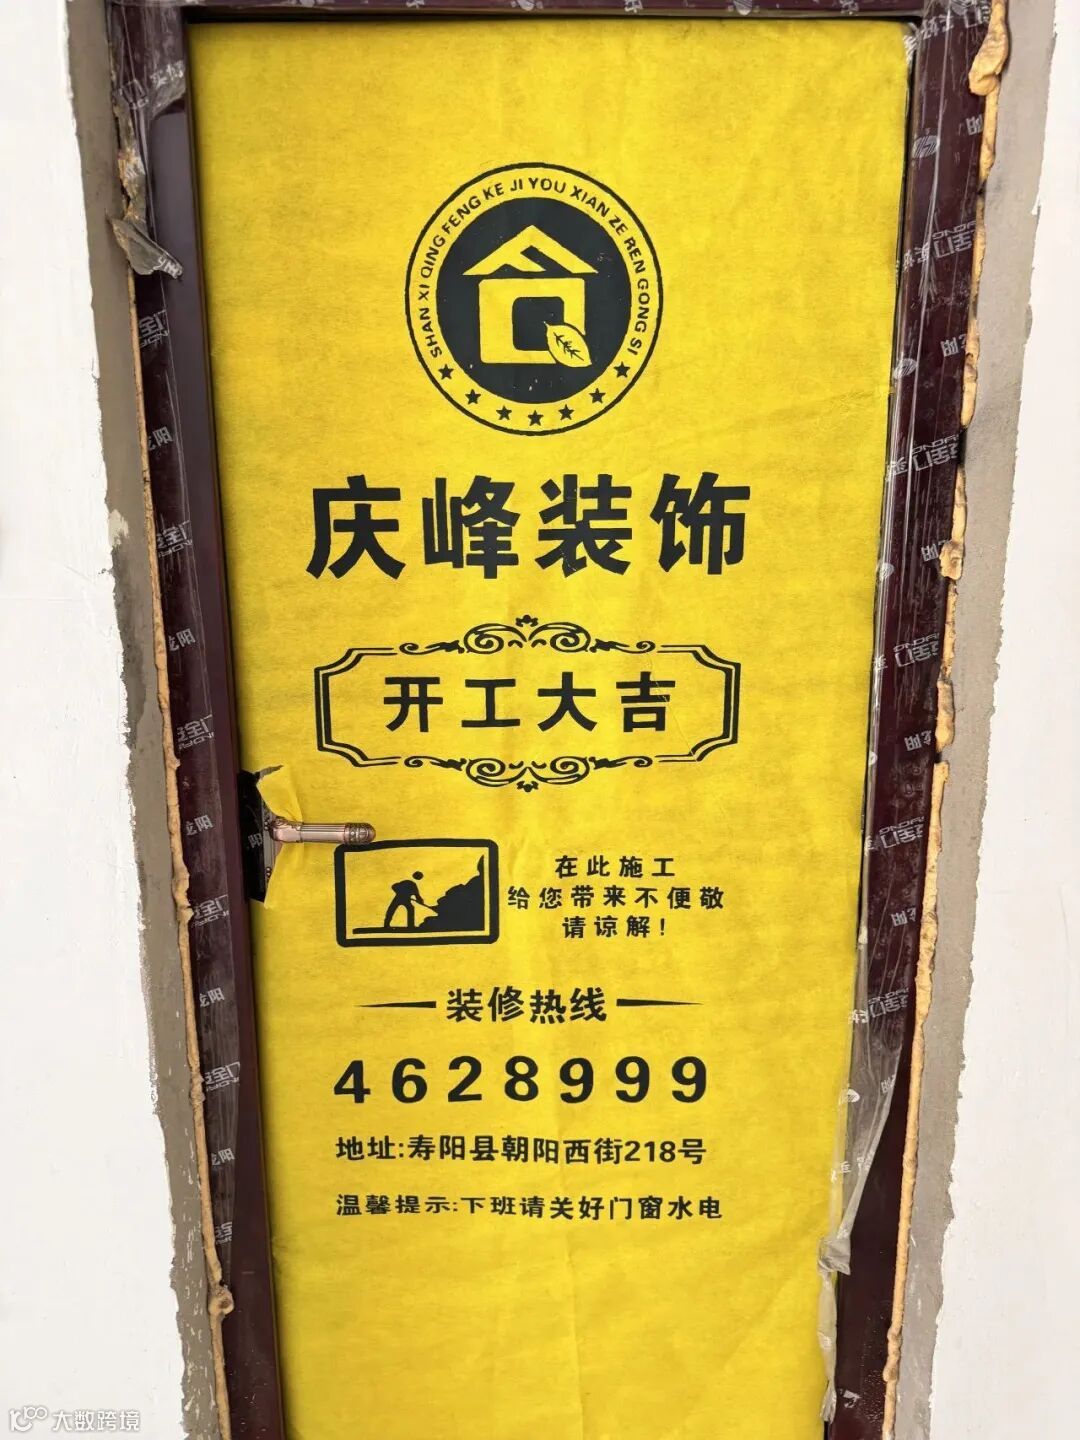 SHAN XI QING FENG KE JI YOU XIAN ZE REN GONG SI
庆峰装饰
开工大吉
在此施工
给您带来不便敬
请谅解!
装修热线
4628999
地址:寿阳县朝阳西街218号
温馨提示:下班请关好门窗水电
大数跨境